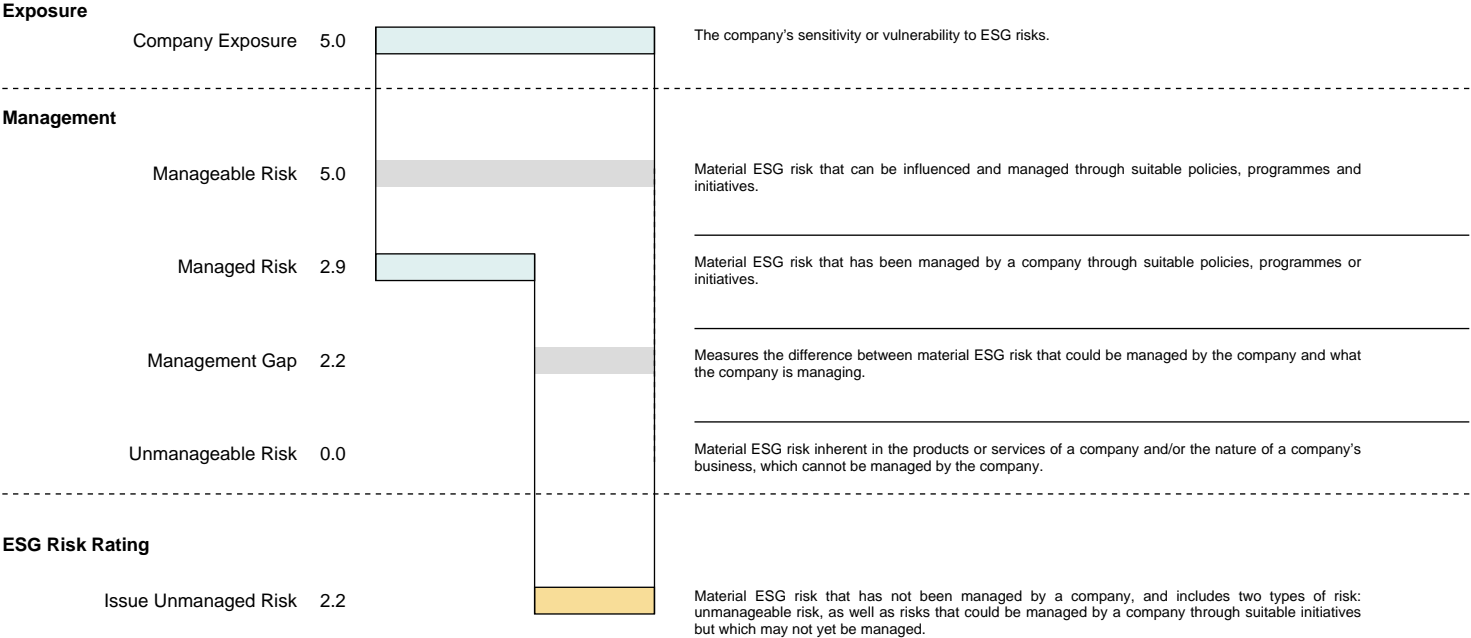 Exposure
Company Exposure 5.0
The company’s sensitivity or vulnerability to ESG risks.
Management
Manageable Risk 5.0
Material ESG risk that can be influenced and managed through suitable policies, programmes and
initiatives.
Managed Risk 2.9
Material ESG risk that has been managed by a company through suitable policies, programmes or
initiatives.
Management Gap 2.2
Measures the difference between material ESG risk that could be managed by the company and what
the company is managing.
Unmanageable Risk 0.0
Material ESG risk inherent in the products or services of a company and/or the nature of a company’s
business, which cannot be managed by the company.
ESG Risk Rating
Issue Unmanaged Risk 2.2
Material ESG risk that has not been managed by a company, and includes two types of risk:
unmanageable risk, as well as risks that could be managed by a company through suitable initiatives
but which may not yet be managed.